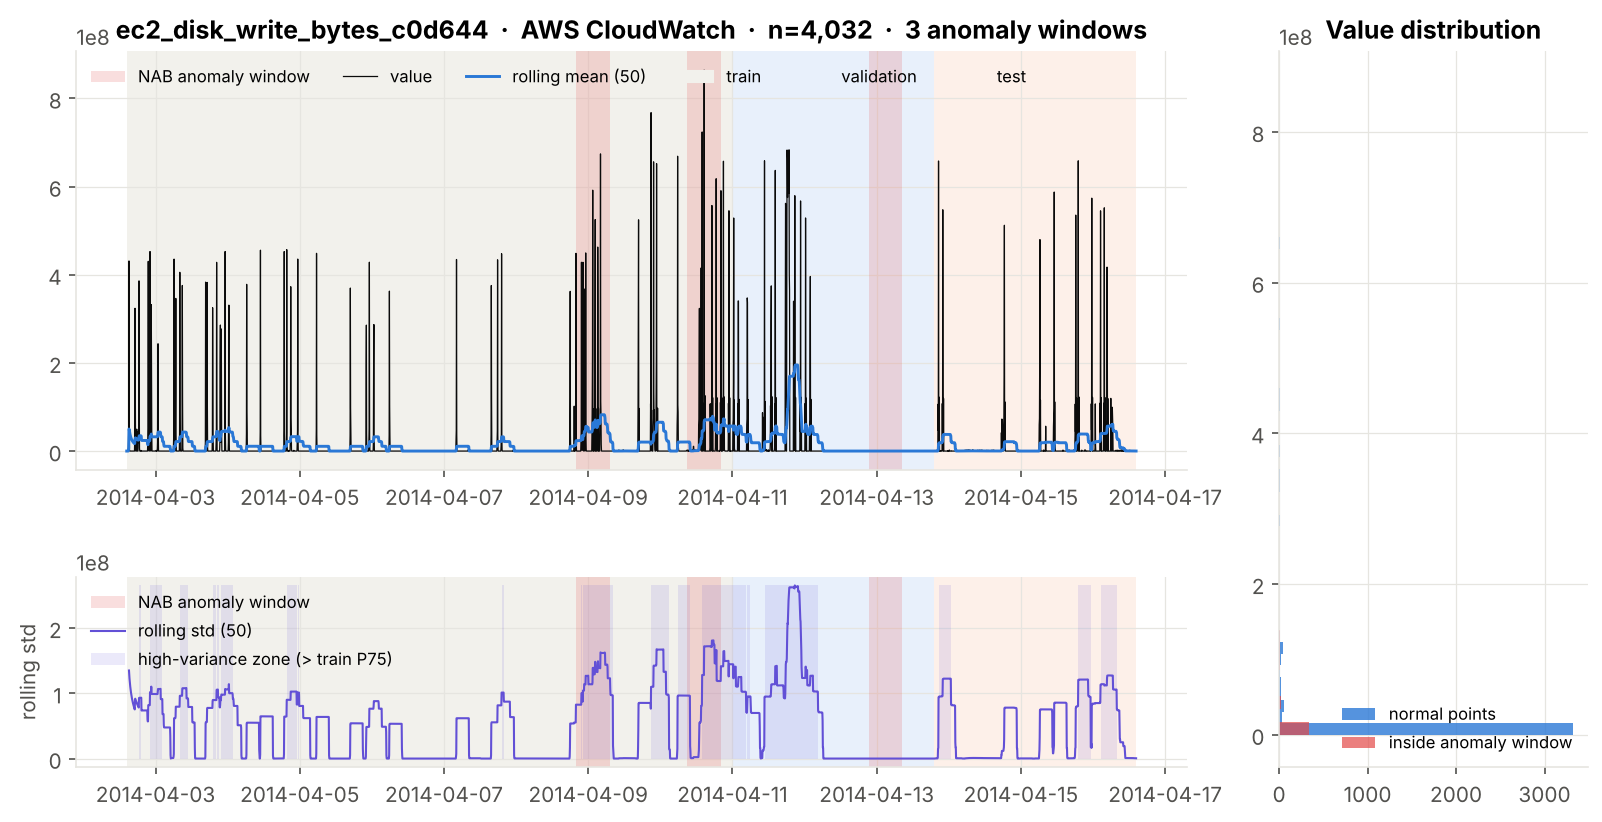 ec2_disk_write_bytes_c0d644 · AWS CloudWatch · n=4,032 · 3 anomaly windows
1e8
NAB anomaly window
value
rolling mean (50)
train
validation
test
8
6
4
2
0
2014-04-03
2014-04-05
2014-04-07
2014-04-09
2014-04-11
2014-04-13
2014-04-15
2014-04-17
1e8
rolling std
NAB anomaly window
rolling std (50)
high-variance zone (> train P75)
2
1
0
2014-04-03
2014-04-05
2014-04-07
2014-04-09
2014-04-11
2014-04-13
2014-04-15
2014-04-17
Value distribution
1e8
8
6
4
2
0
normal points
inside anomaly window
0
1000
2000
3000